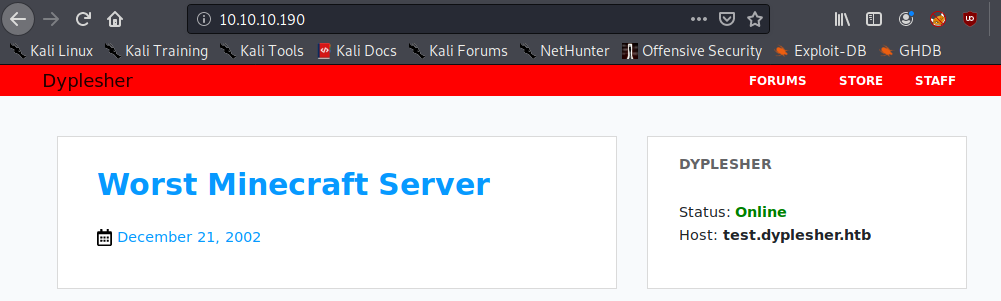 10.10.10.190
Kali Linux Kali Training Kali Tools Kali Docs Kali Forums NetHunter Offensive Security Exploit-DB GHDB
Dyplesher FORUMS STORE STAFF
Worst Minecraft Server
December 21, 2002
DYPLESHER
Status: Online
Host: test.dyplesher.htb